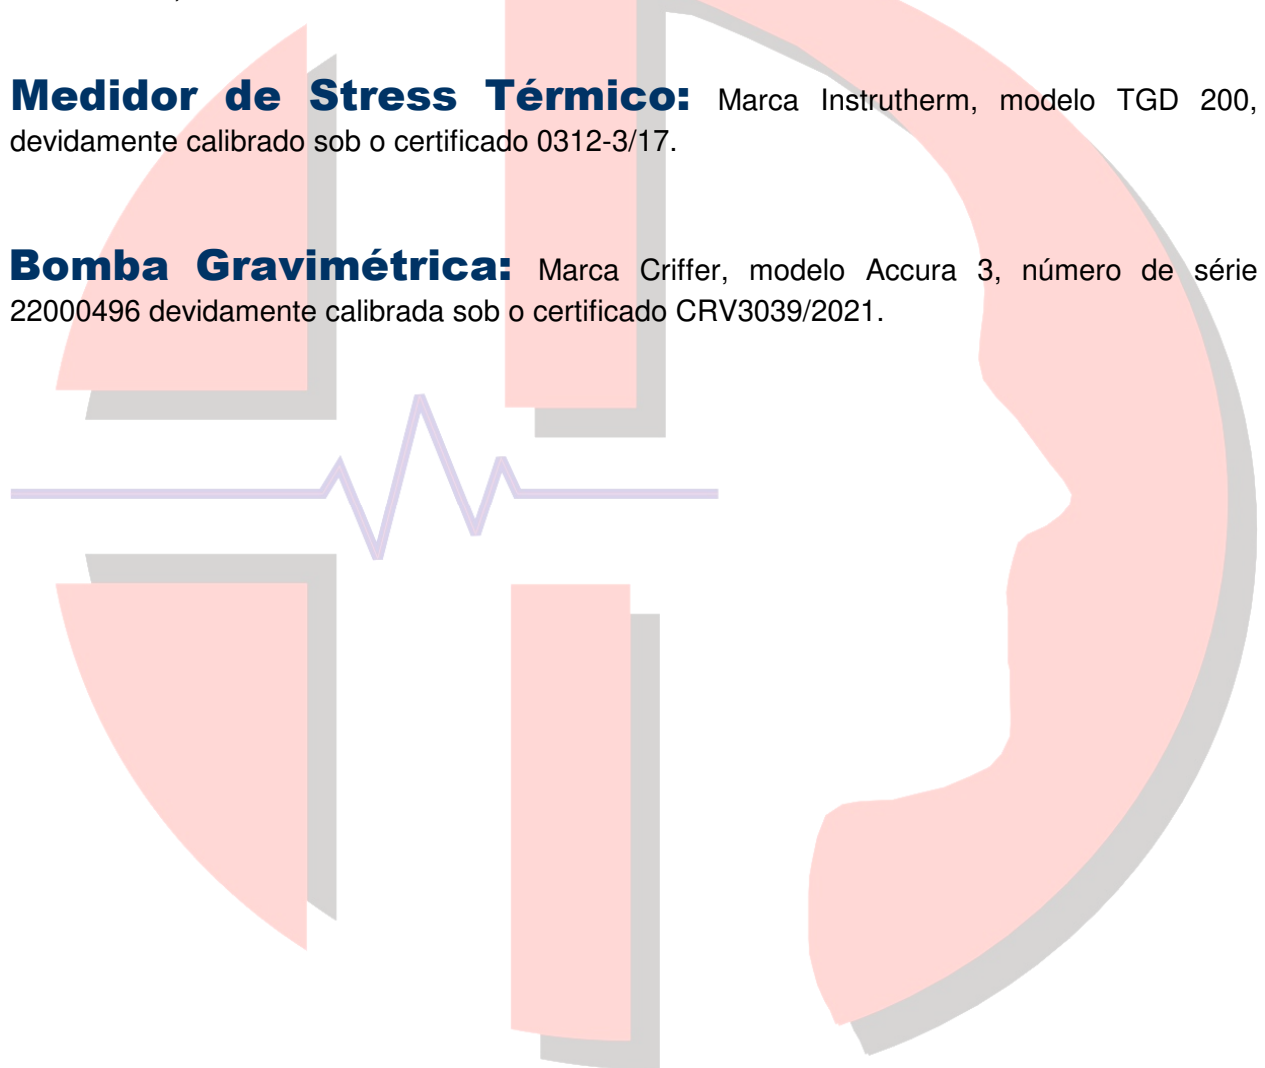 Medidor de Stress Térmico: Marca Instrutherm, modelo TGD 200,
devidamente calibrado sob o certificado 0312-3/17.
Bomba Gravimétrica: Marca Criffer, modelo Accura 3, número de série
22000496 devidamente calibrada sob o certificado CRV3039/2021.